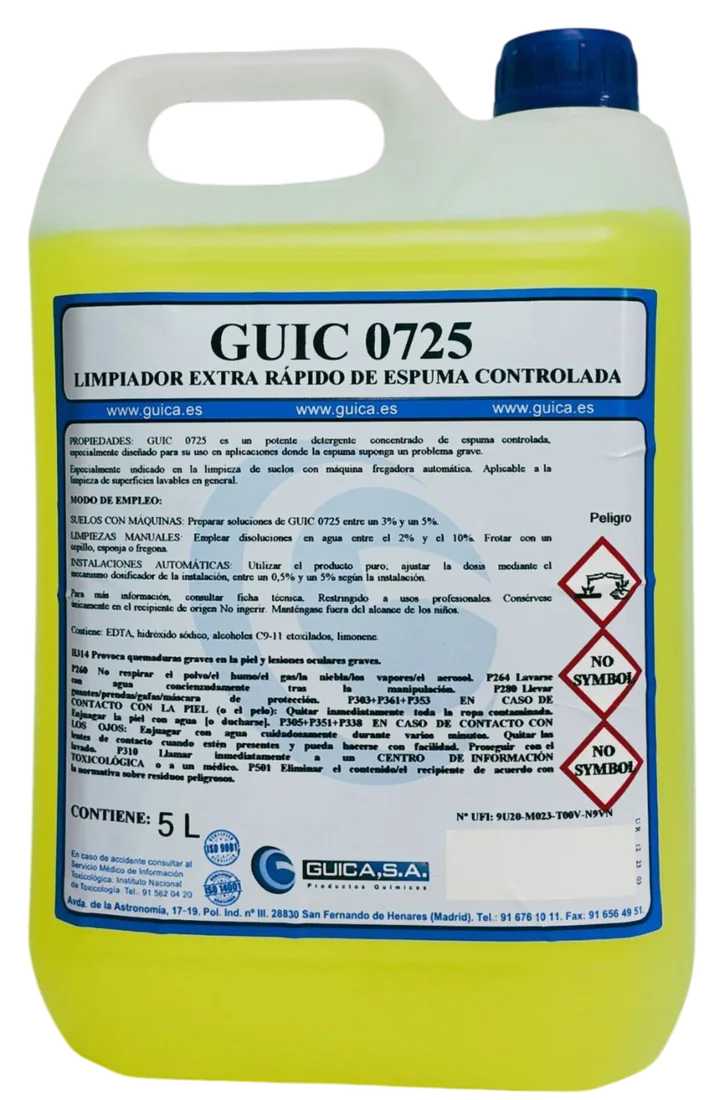 GUIC 0725
LIMPIADOR EXTRA RÁPIDO DE ESPUMA CONTROLADA
www.guica.es www.guica.es www.guica.es
PROPIEDADES: GUIC 0725 es un potente detergente concentrado de espuma controlada,
especialmente diseñado para su uso en aplicaciones donde la espuma suponga un problema grave.
Especialmente indicado en la limpieza de suelos con máquina fregadora automática. Aplicable a la
limpieza de superficies lavables en general.
MODO DE EMPLEO:
SUELOS CON MÁQUINAS: Preparar soluciones de GUIC 0725 entre un 3% y un 5%.
LIMPIEZAS MANUALES: Emplear disoluciones en agua entre el 2% y el 10%. Frotar con un
cepillo, esponja o fregona.
INSTALACIONES AUTOMÁTICAS: Utilizar el producto puro, ajustar la dosis mediante el
mecanismo dosificador de la instalación, entre un 0,5% y un 5% según la instalación.
Para más información, consultar ficha técnica. Restringido a usos profesionales. Consérvese
únicamente en el recipiente de origen No ingerir. Manténgase fuera del alcance de los niños.
Contiene: EDTA, hidróxido sódico, alcoholes C9-11 etoxilados, limonene.
H314 Provoca quemaduras graves en la piel y lesiones oculares graves.
P260 No respirar el polvo/el humo/el gas/la niebla/los vapores/el aerosol. P264 Lavarse
con agua concienzudamente tras la manipulación. P280 Llevar
guantes/prendas/gafas/máscara de protección. P303+P361+P353 EN CASO DE
CONTACTO CON LA PIEL (o el pelo): Quitar inmediatamente toda la ropa contaminada.
Enjuagar la piel con agua [o ducharse]. P305+P351+P338 EN CASO DE CONTACTO CON
LOS OJOS: Enjuagar con agua cuidadosamente durante varios minutos. Quitar las
lentes de contacto cuando estén presentes y pueda hacerse con facilidad. Proseguir con el
lavado. P310 Llamar inmediatamente a un CENTRO DE INFORMACIÓN
TOXICOLÓGICA o a un médico. P501 Eliminar el contenido/el recipiente de acuerdo con
la normativa sobre residuos peligrosos.
Peligro
NO
SYMBOL
NO
SYMBOL
CONTIENE: 5 L
Nº UFI: 9U20-M023-T00V-N9VN
En caso de accidente consultar al
Servicio Médico de Información
Toxicológica: Instituto Nacional
de Toxicología Tel. 91 562 04 20
ISO 9001
ISO 14001
GUICA, S.A.
Productos Químicos
Avda. de la Astronomía, 17-19. Pol. Ind. nº III. 28830 San Fernando de Henares (Madrid). Tel.: 91 676 10 11. Fax: 91 656 49 51.